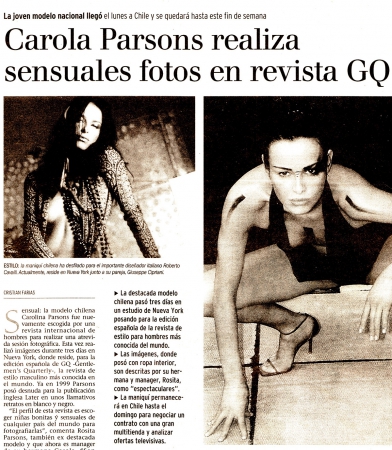 La joven modelo nacional llegó el lunes a Chile y se quedará hasta este fin de semana
Carola Parsons realiza
sensuales fotos en revista GQ
ESTILO: la maniquí chilena ha desfilado para el importante diseñador italiano Roberto
Cavalli. Actualmente, reside en Nueva York junto a su pareja, Giuseppe Cipriani.
CRISTIAN FARIAS
Sensual: la modelo chilena
Carolina Parsons fue nue-
vamente escogida por una
revista internacional de
hombres para realizar una atrevi-
da sesión fotográfica. Esta vez rea-
lizó imágenes durante tres días en
Nueva York, donde reside, para la
edición española de GQ -Gentle-
men's Quarterly-, la revista de
estilo masculino más conocida en
el mundo. Ya en 1999 Parsons
posó desnuda para la publicación
inglesa Later en unos llamativos
retratos en blanco y negro.
"El perfil de esta revista es esco-
ger niñas bonitas y sensuales de
cualquier país del mundo para
fotografiarlas", comenta Rosita
Parsons, también ex destacada
modelo y que ahora es manager
▶ La destacada modelo
chilena pasó tres días en
un estudio de Nueva York
posando para la edición
española de la revista de
estilo para hombres más
conocida del mundo.
▶ Las imágenes, donde
posó con ropa interior,
son descritas por su her-
mana y manager, Rosita,
como "espectaculares".
▶ La maniquí permanece-
rá en Chile hasta el
domingo para negociar un
contrato con una gran
multitienda y analizar
ofertas televisivas.